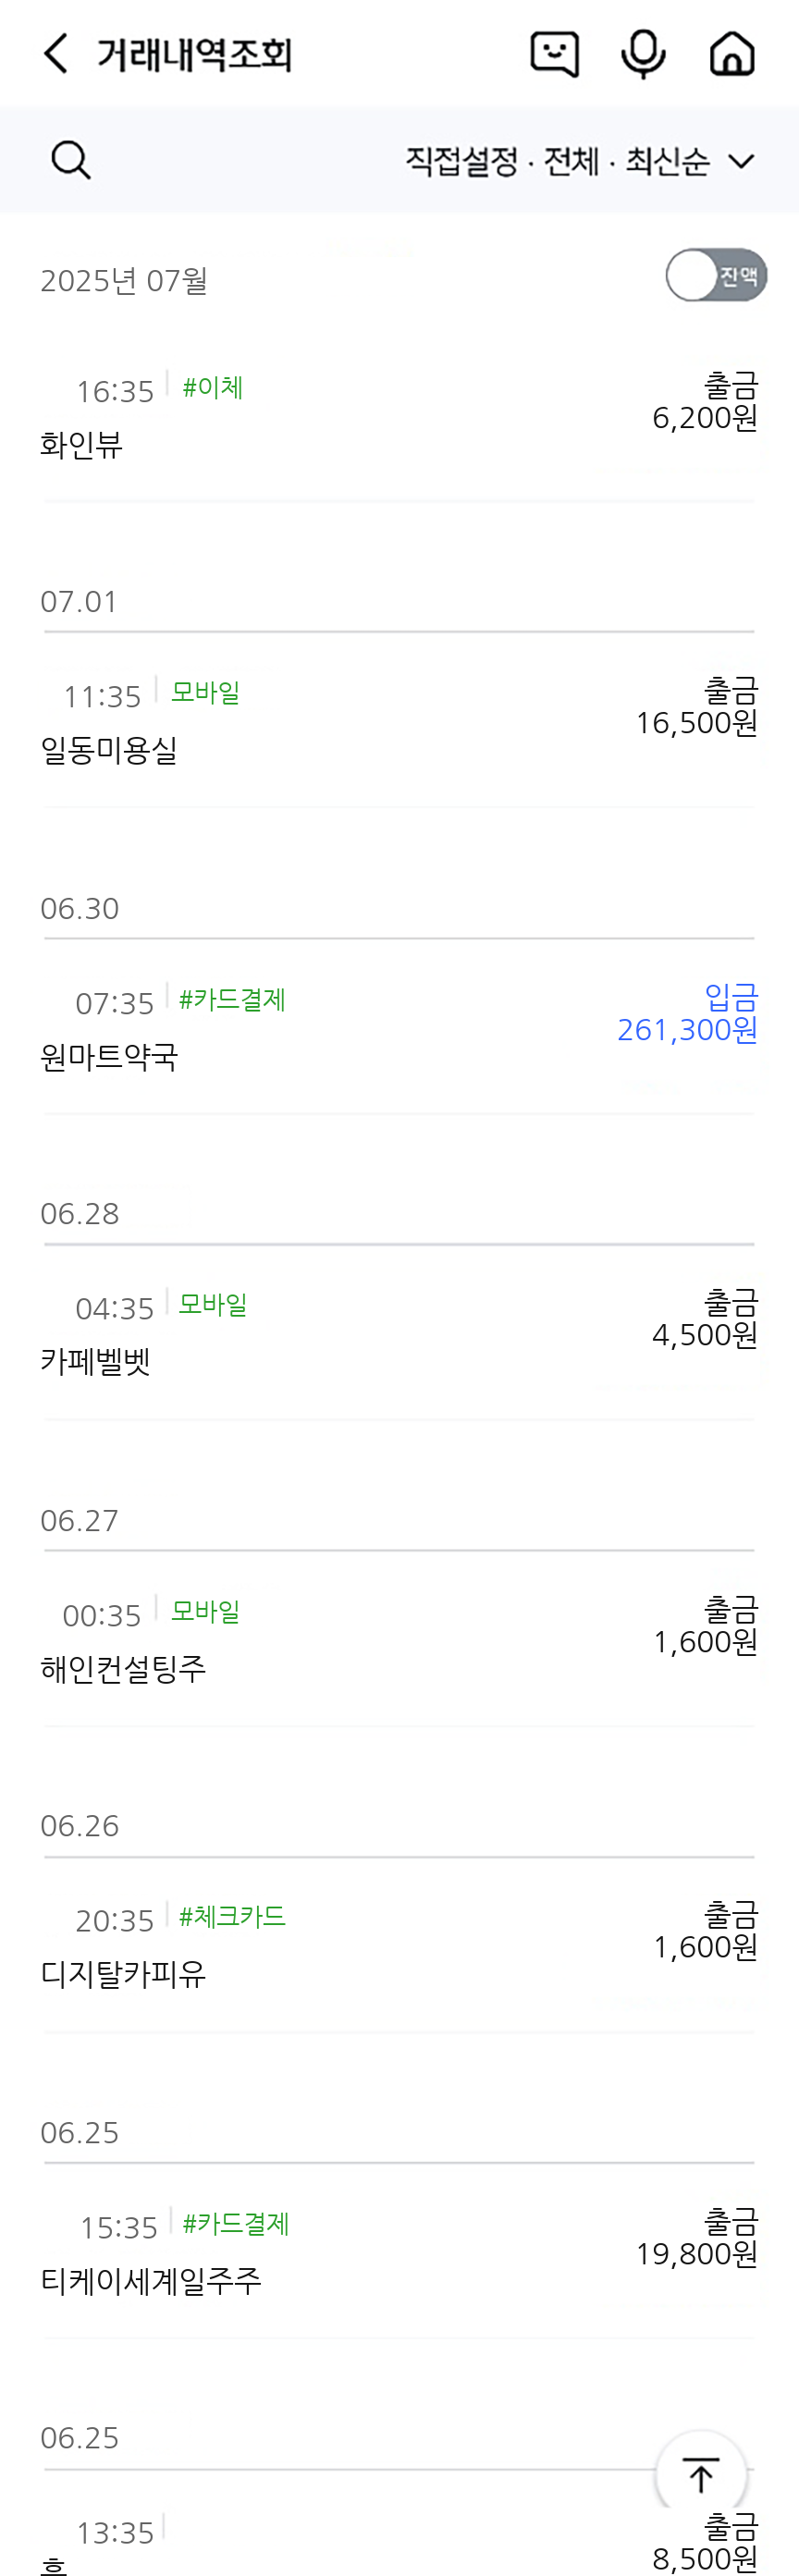 거래내역조회
직접설정 · 전체 · 최신순
2025년 07월
잔액
16:35 #이체
출금
6,200원
화인뷰
07.01
11:35 모바일
출금
16,500원
일동미용실
06.30
07:35 #카드결제
입금
261,300원
원마트약국
06.28
04:35 모바일
출금
4,500원
카페벨벳
06.27
00:35 모바일
출금
1,600원
해인컨설팅주
06.26
20:35 #체크카드
출금
1,600원
디지탈카피유
06.25
15:35 #카드결제
출금
19,800원
티케이세계일주주
06.25
13:35
출금
8,500원